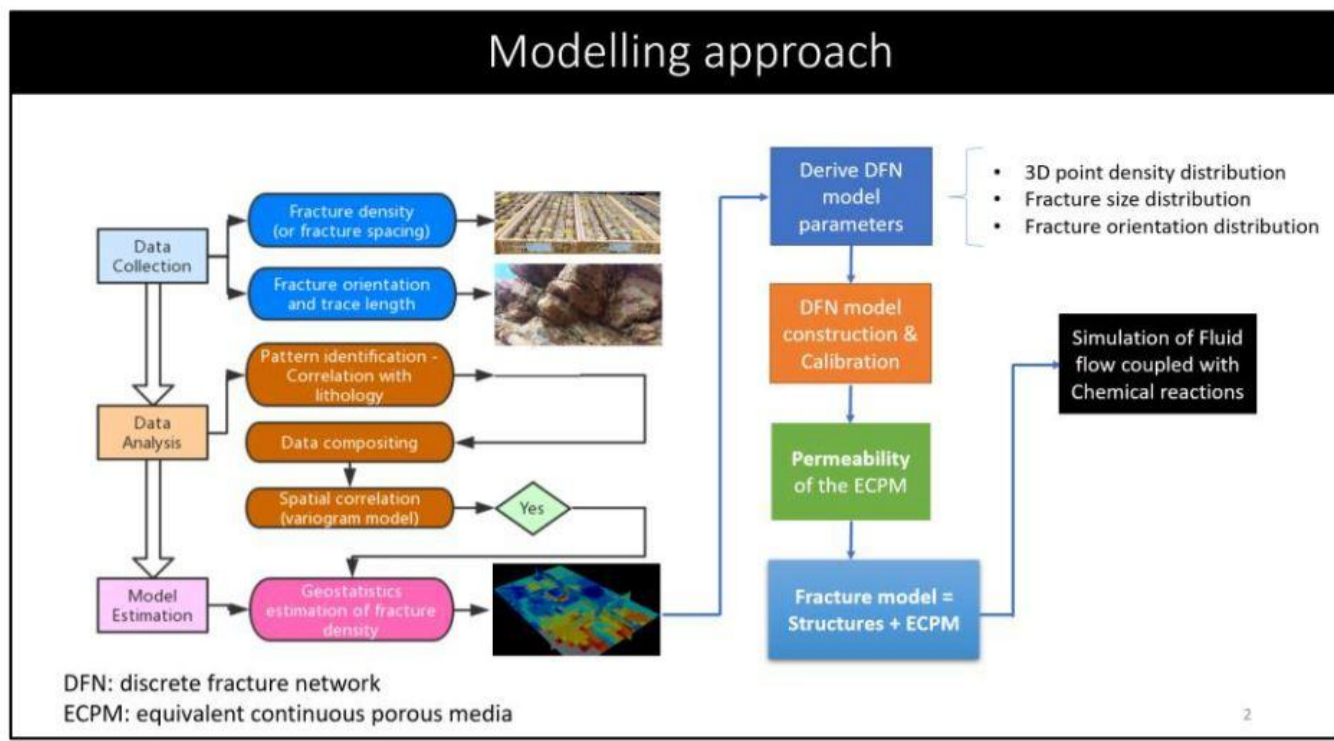 Modelling approach
Data
Collection
Fracture density
(or fracture spacing)
Fracture orientation
and trace length
Data
Analysis
Pattern identification -
Correlation with
lithology
Data compositing
Spatial correlation
(variogram model)
Yes
Model
Estimation
Geostatistics
estimation of fracture
density
Derive DFN
model
parameters
• 3D point density distribution
• Fracture size distribution
• Fracture orientation distribution
DFN model
construction &
Calibration
Permeability
of the ECPM
Fracture model =
Structures + ECPM
Simulation of Fluid
flow coupled with
Chemical reactions
DFN: discrete fracture network
ECPM: equivalent continuous porous media
2